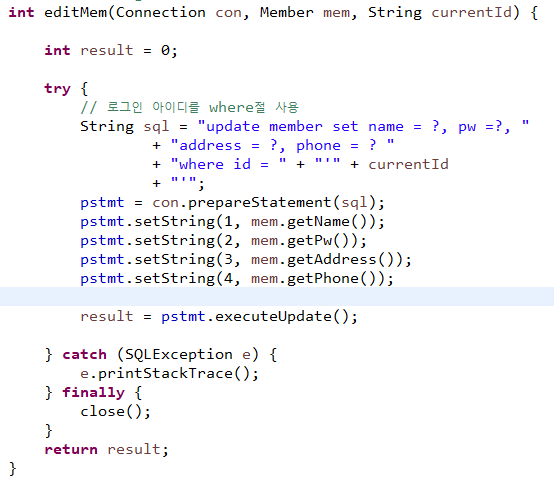 int editMem(Connection con, Member mem, String currentId) {
int result = 0;
try {
// 로그인 아이디를 where절 사용
String sql = "update member set name = ?, pw =?, "
+ "address = ?, phone = ? "
+ "where id = " + "'" + currentId
+ "'";
pstmt = con.prepareStatement(sql);
pstmt.setString(1, mem.getName());
pstmt.setString(2, mem.getPw());
pstmt.setString(3, mem.getAddress());
pstmt.setString(4, mem.getPhone());
result = pstmt.executeUpdate();
} catch (SQLException e) {
e.printStackTrace();
} finally {
close();
}
return result;
}